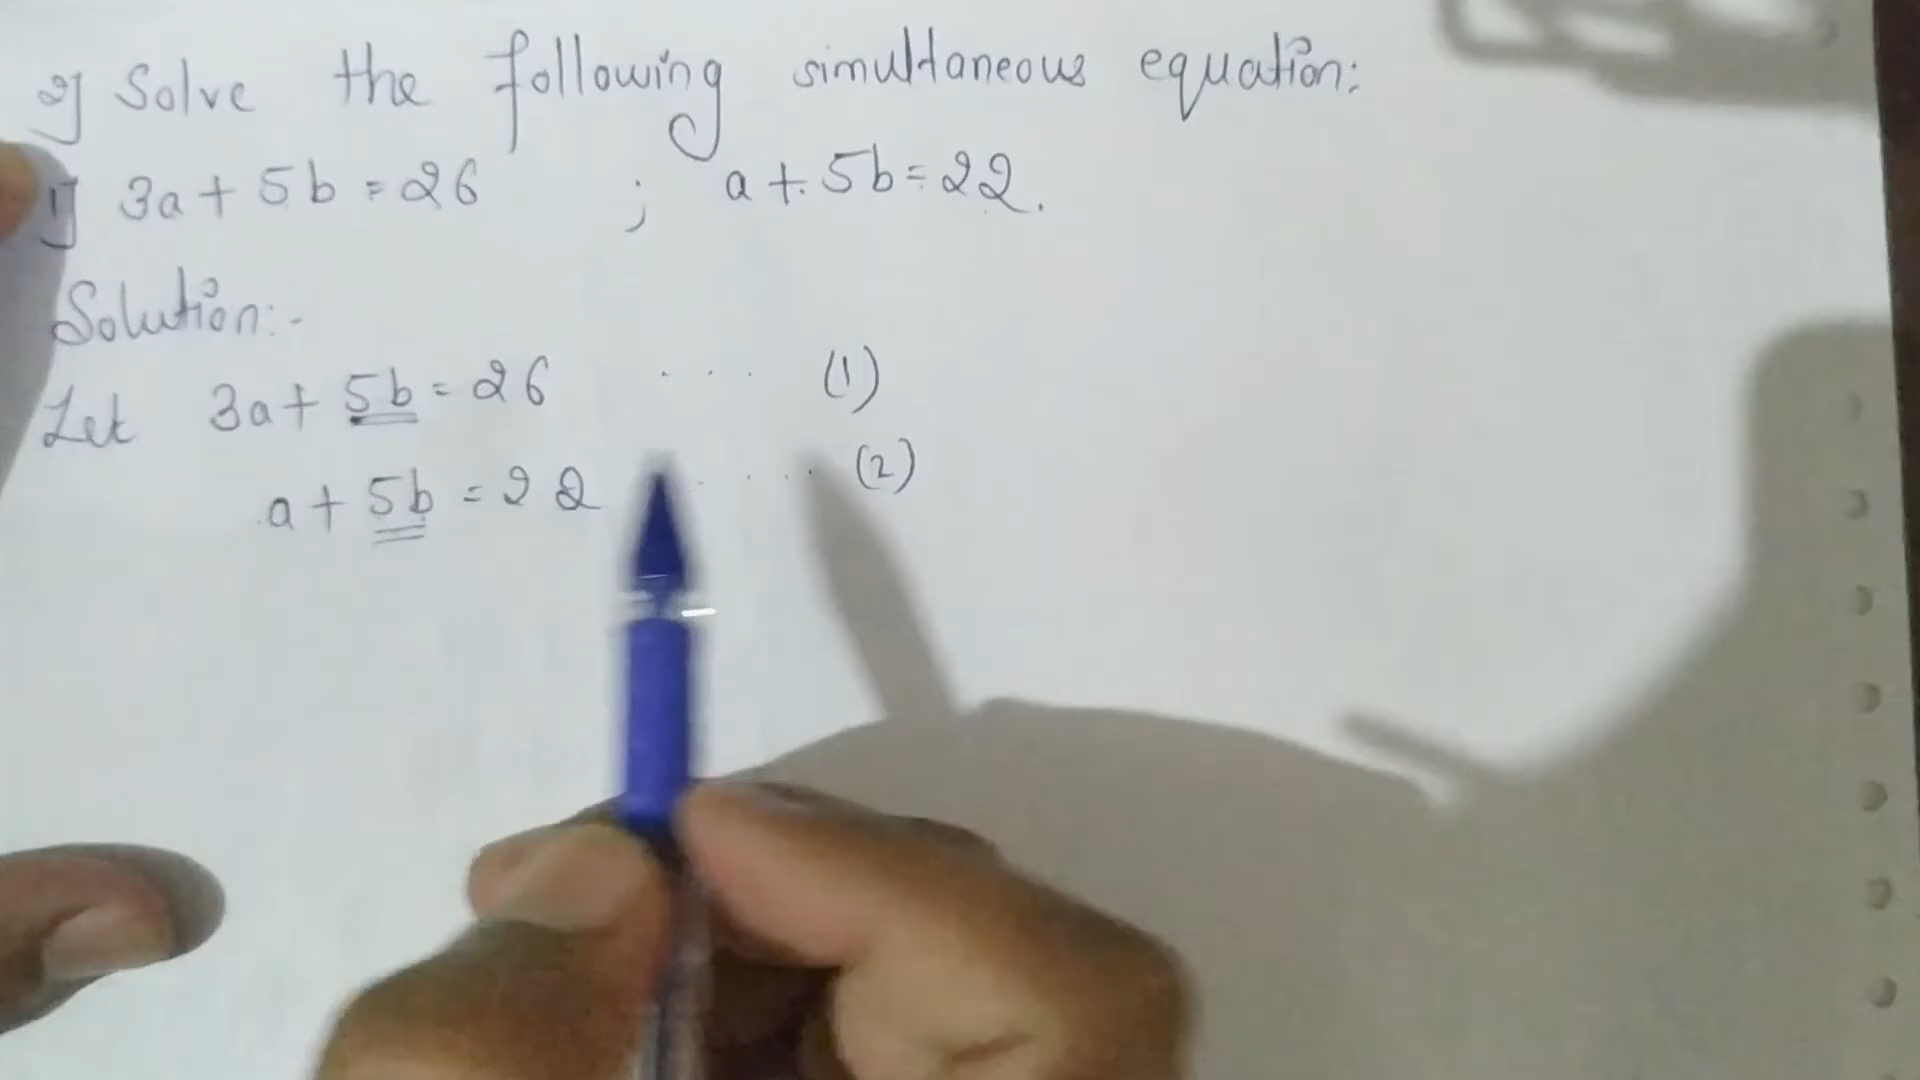 2] Solve the following simultaneous equation:
1] 3a + 5b = 26 ; a + 5b = 22.
Solution:-
Let 3a + 5b = 26 . . . (1)
a + 5b = 22 . . . . (2)